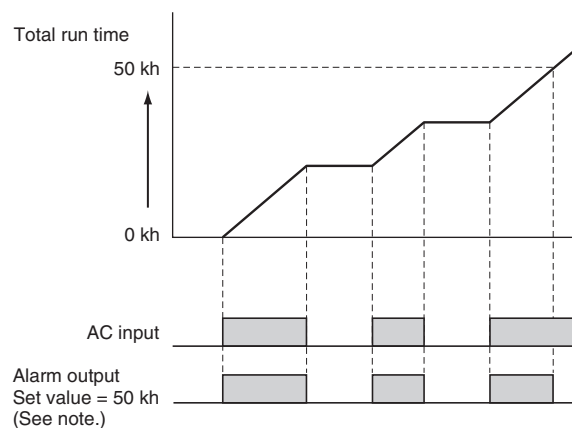 Total run time
50 kh
0 kh
AC input
Alarm output
Set value = 50 kh
(See note.)